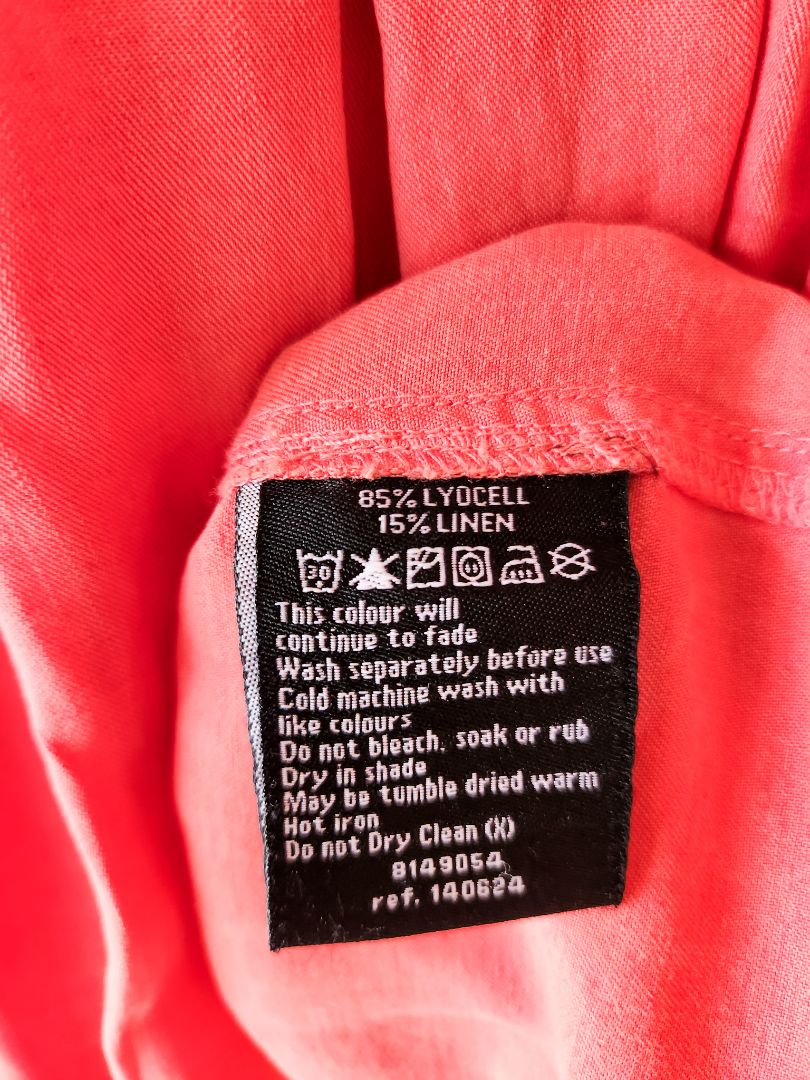 85% LYOCELL
15% LINEN
30
This colour will
continue to fade
Wash separately before use
Cold machine wash with
like colours
Do not bleach, soak or rub
Dry in shade
May be tumble dried warm
Hot iron
Do not Dry Clean (X)
8149054
ref. 140624